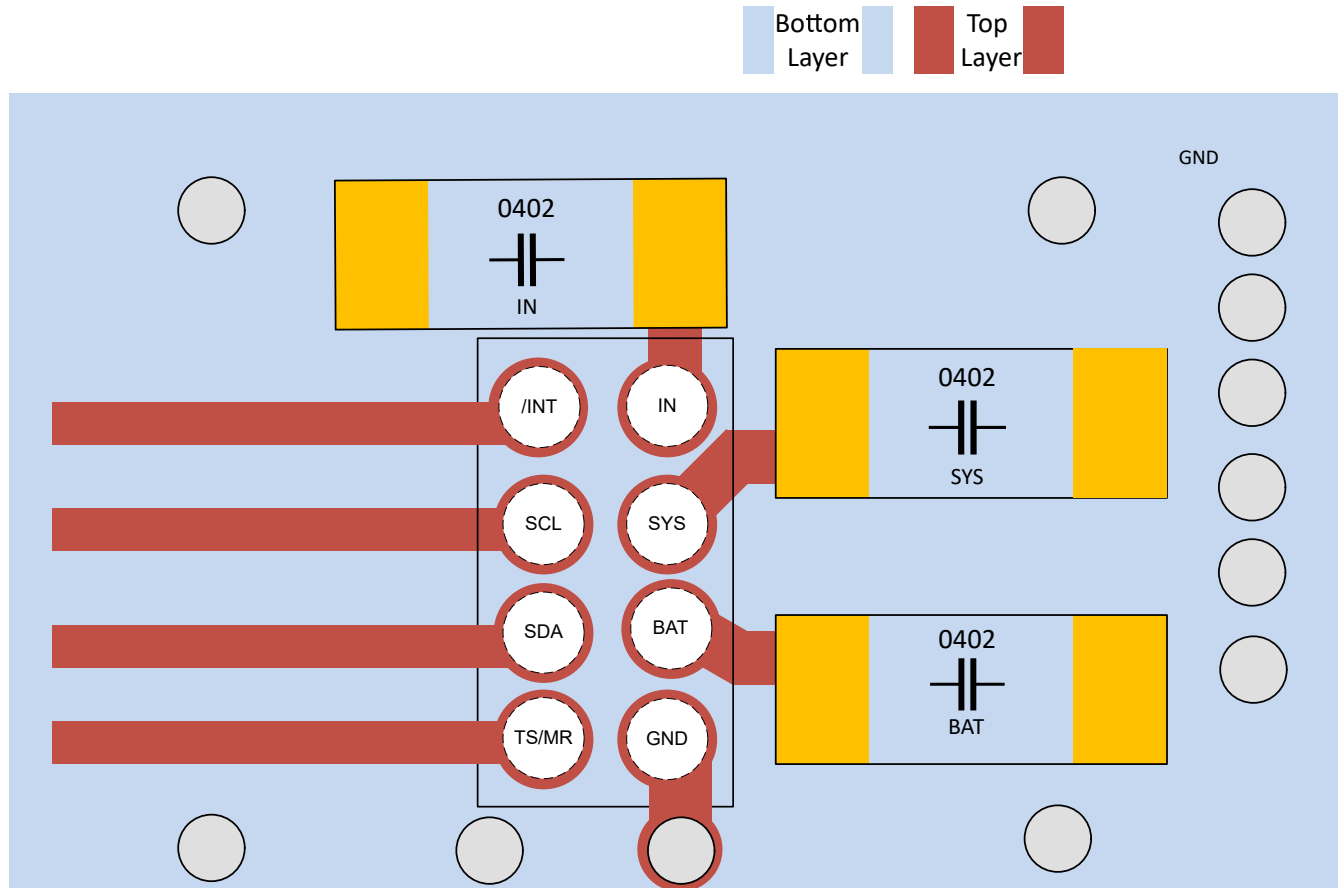 Bottom
Layer
Top
Layer
GND
0402
IN
0402
SYS
/INT
IN
SCL
SYS
SDA
BAT
0402
BAT
TS/MR
GND